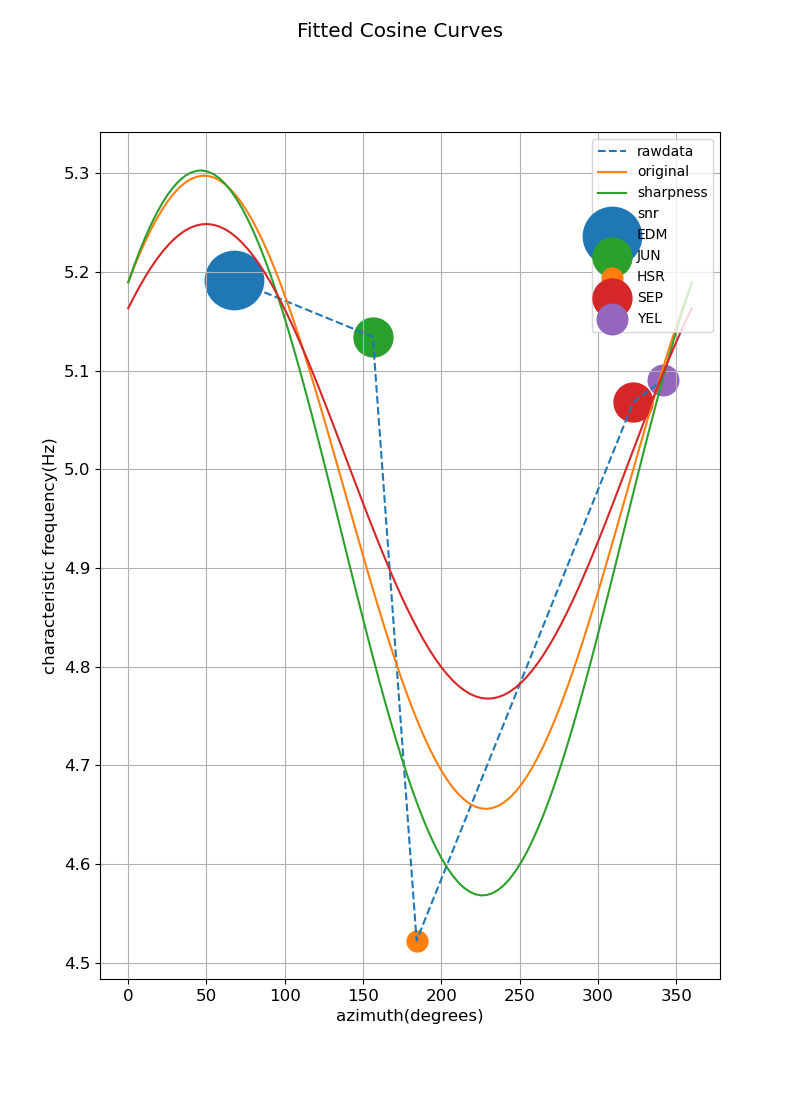 Fitted Cosine Curves
rawdata
original
sharpness
snr
EDM
JUN
HSR
SEP
YEL
5.3
5.2
5.1
5.0
4.9
4.8
4.7
4.6
4.5
characteristic frequency(Hz)
0 50 100 150 200 250 300 350
azimuth(degrees)